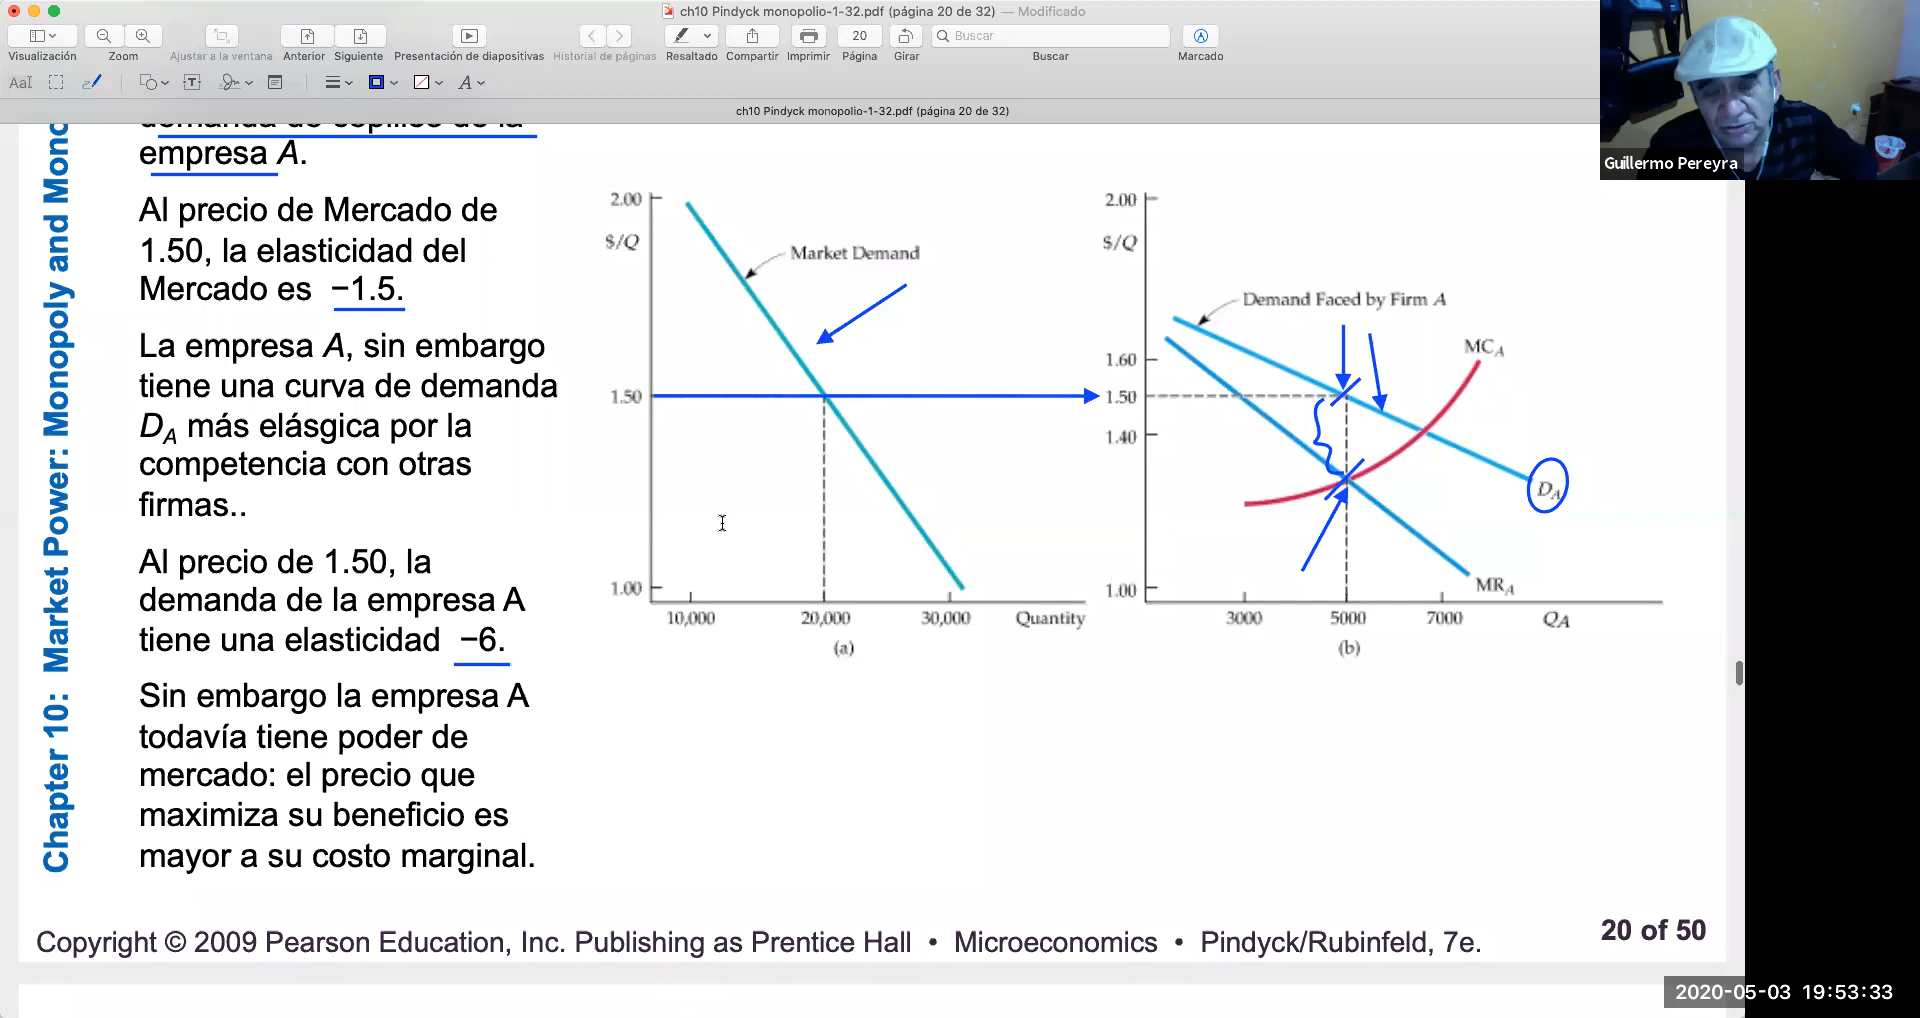 ch10 Pindyck monopolio-1-32.pdf (página 20 de 32) — Modificado
20
Buscar
Visualización
Zoom
Ajustar a la ventana
Anterior
Siguiente
Presentación de diapositivas
Historial de páginas
Resaltado
Compartir
Imprimir
Página
Girar
Buscar
Marcado
ch10 Pindyck monopolio-1-32.pdf (página 20 de 32)
Guillermo Pereyra
Chapter 10: Market Power: Monopoly and Mono
demanda de cepillos de la
empresa A.
Al precio de Mercado de
1.50, la elasticidad del
Mercado es −1.5.
La empresa A, sin embargo
tiene una curva de demanda
DA más elásgica por la
competencia con otras
firmas..
Al precio de 1.50, la
demanda de la empresa A
tiene una elasticidad −6.
Sin embargo la empresa A
todavía tiene poder de
mercado: el precio que
maximiza su beneficio es
mayor a su costo marginal.
2.00
$/Q
Market Demand
1.50
1.00
10,000
20,000
30,000
Quantity
(a)
2.00
$/Q
Demand Faced by Firm A
MCA
1.60
1.50
1.40
DA
1.00
MRA
3000
5000
7000
QA
(b)
Copyright © 2009 Pearson Education, Inc. Publishing as Prentice Hall • Microeconomics • Pindyck/Rubinfeld, 7e.
20 of 50
2020-05-03 19:53:33